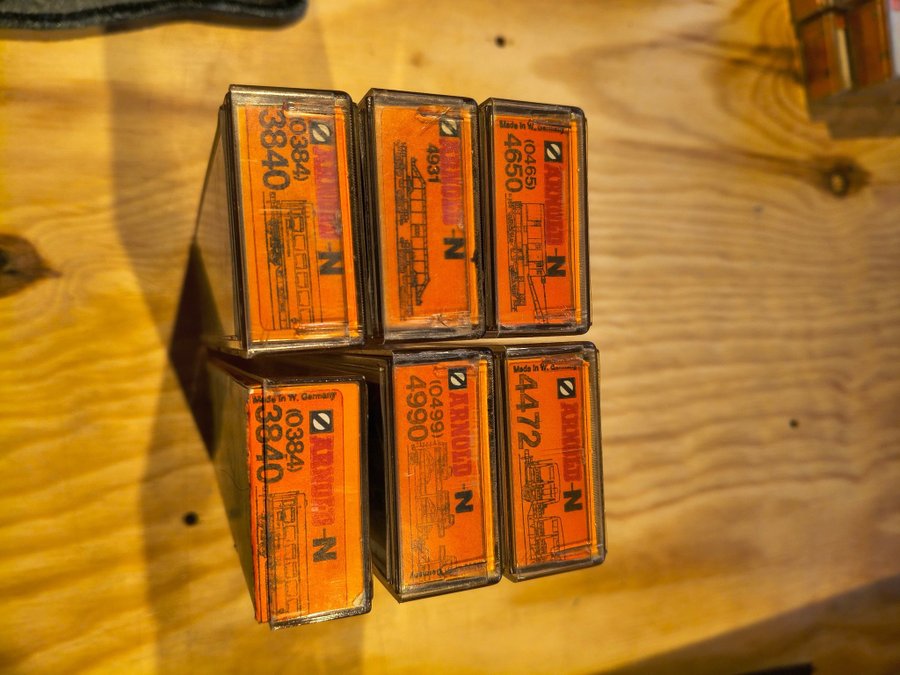 ARNOLD N
(0384)
3840
ARNOLD N
4931
Made in W. Germany
ARNOLD N
(0465)
4650
Made in W. Germany
ARNOLD-N
(0384)
3840
ARNOLD N
(0499)
4990
Germany
Made in W. Germany
ARNOLD-N
4472